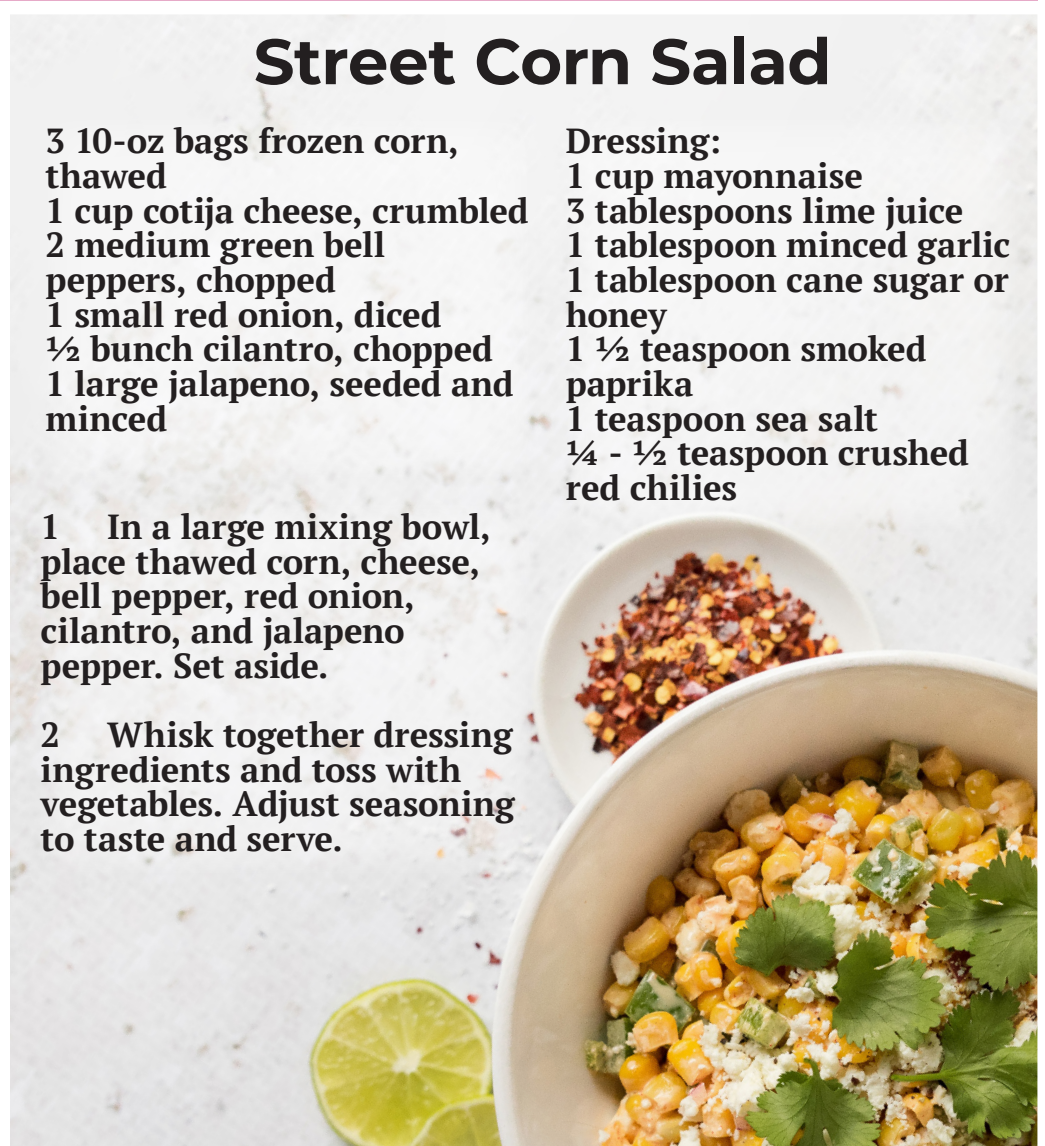 Street Corn Salad
3 10-oz bags frozen corn,
thawed
1 cup cotija cheese, crumbled
2 medium green bell
peppers, chopped
1 small red onion, diced
½ bunch cilantro, chopped
1 large jalapeno, seeded and
minced
Dressing:
1 cup mayonnaise
3 tablespoons lime juice
1 tablespoon minced garlic
1 tablespoon cane sugar or
honey
1 ½ teaspoon smoked
paprika
1 teaspoon sea salt
¼ - ½ teaspoon crushed
red chilies
1 In a large mixing bowl,
place thawed corn, cheese,
bell pepper, red onion,
cilantro, and jalapeno
pepper. Set aside.
2 Whisk together dressing
ingredients and toss with
vegetables. Adjust seasoning
to taste and serve.